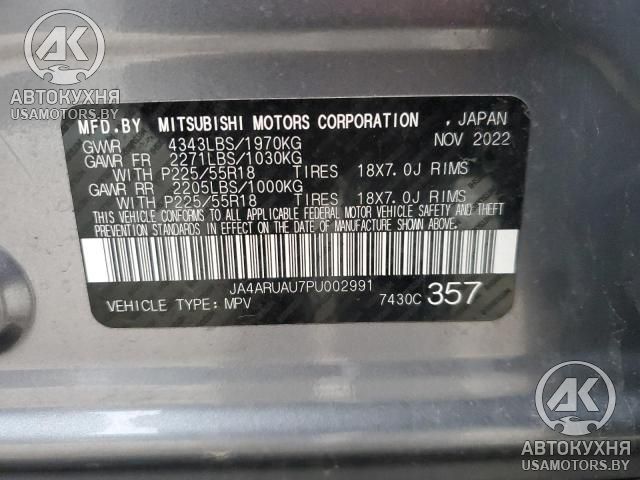 АК
АВТОКУХНЯ
USAMOTORS.BY
MFD.BY MITSUBISHI MOTORS CORPORATION , JAPAN
GVWR 4343LBS/1970KG NOV 2022
GAWR FR 2271LBS/1030KG
WITH P225/55R18 TIRES 18X7.0J RIMS
GAWR RR 2205LBS/1000KG
WITH P225/55R18 TIRES 18X7.0J RIMS
THIS VEHICLE CONFORMS TO ALL APPLICABLE FEDERAL MOTOR VEHICLE SAFETY AND THEFT
PREVENTION STANDARDS IN EFFECT ON THE DATE OF MANUFACTURE SHOWN ABOVE.
JA4ARUAU7PU002991
VEHICLE TYPE: MPV 7430C 357
АК
АВТОКУХНЯ
USAMOTORS.BY